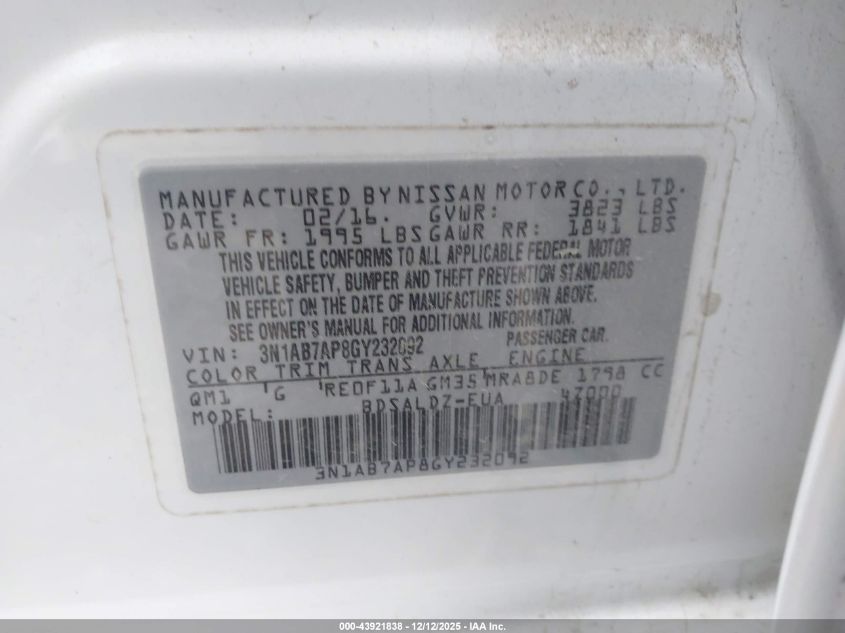 MANUFACTURED BY NISSAN MOTOR CO., LTD.
DATE: 02/16. GVWR: 3823 LBS
GAWR FR: 1995 LBS GAWR RR: 1841 LBS
THIS VEHICLE CONFORMS TO ALL APPLICABLE FEDERAL MOTOR
VEHICLE SAFETY, BUMPER AND THEFT PREVENTION STANDARDS
IN EFFECT ON THE DATE OF MANUFACTURE SHOWN ABOVE.
SEE OWNER'S MANUAL FOR ADDITIONAL INFORMATION.
VIN: 3N1AB7AP8GY232092 PASSENGER CAR.
COLOR TRIM TRANS AXLE ENGINE
QM1 G RE0F11A GM35 MRA8DE 1798 CC
MODEL: BDSALDZ-EUA 4Z000
3N1AB7AP8GY232092
000-43921838 - 12/12/2025 - IAA Inc.